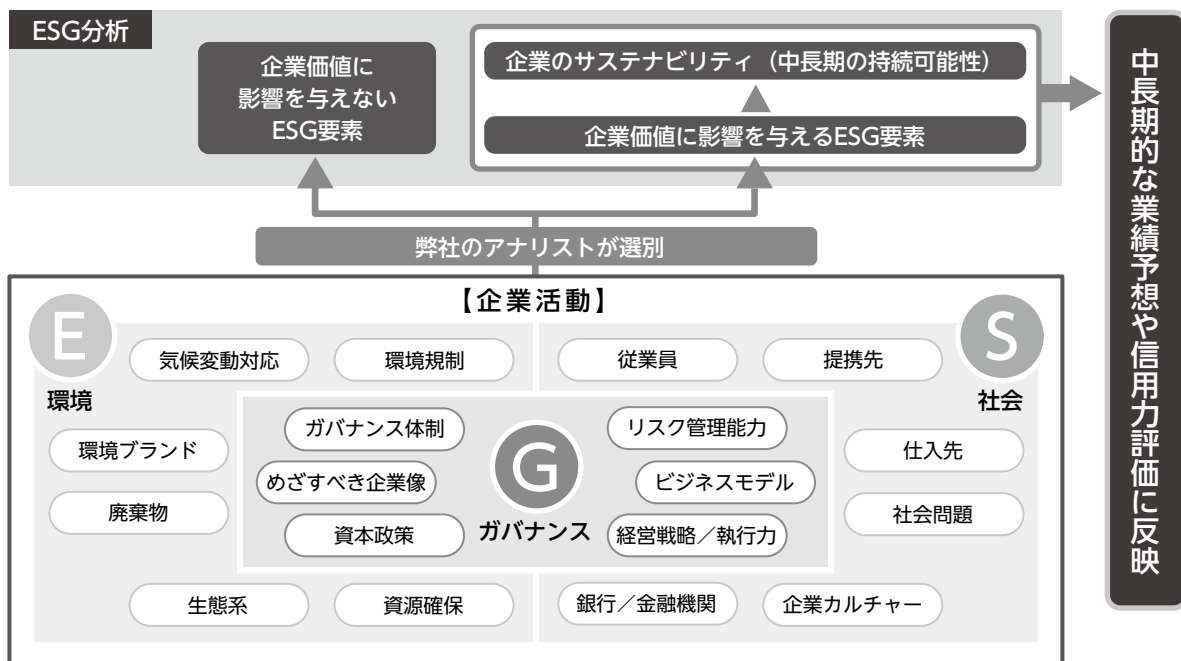 ESG分析
企業価値に
影響を与えない
ESG要素
企業のサステナビリティ（中長期の持続可能性）
企業価値に影響を与えるESG要素
中長期的な業績予想や信用力評価に反映
弊社のアナリストが選別
【企業活動】
E
環境
S
社会
気候変動対応
環境規制
従業員
提携先
環境ブランド
廃棄物
ガバナンス体制
めざすべき企業像
資本政策
G
ガバナンス
リスク管理能力
ビジネスモデル
経営戦略／執行力
仕入先
社会問題
生態系
資源確保
銀行／金融機関
企業カルチャー